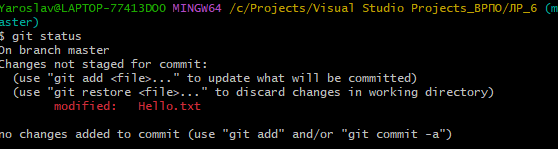 Yaroslav@LAPTOP-77413DOO MINGW64 /c/Projects/Visual Studio Projects_ВРПО/ЛР_6 (m
aster)
$ git status
On branch master
Changes not staged for commit:
  (use "git add <file>..." to update what will be committed)
  (use "git restore <file>..." to discard changes in working directory)
        modified:   Hello.txt

no changes added to commit (use "git add" and/or "git commit -a")